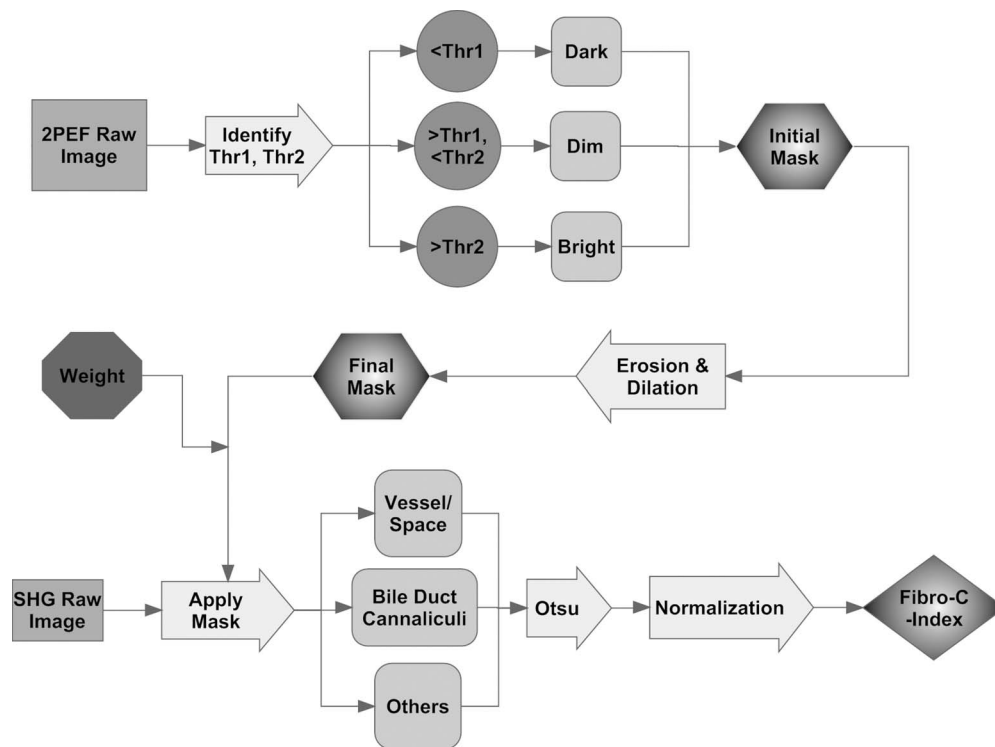 <Thr1
Dark
2PEF Raw
Image
Identify
Thr1, Thr2
>Thr1,
<Thr2
Dim
Initial
Mask
>Thr2
Bright
Weight
Final
Mask
Erosion &
Dilation
Vessel/
Space
SHG Raw
Image
Apply
Mask
Bile Duct
Cannaliculi
Otsu
Normalization
Fibro-C
-Index
Others